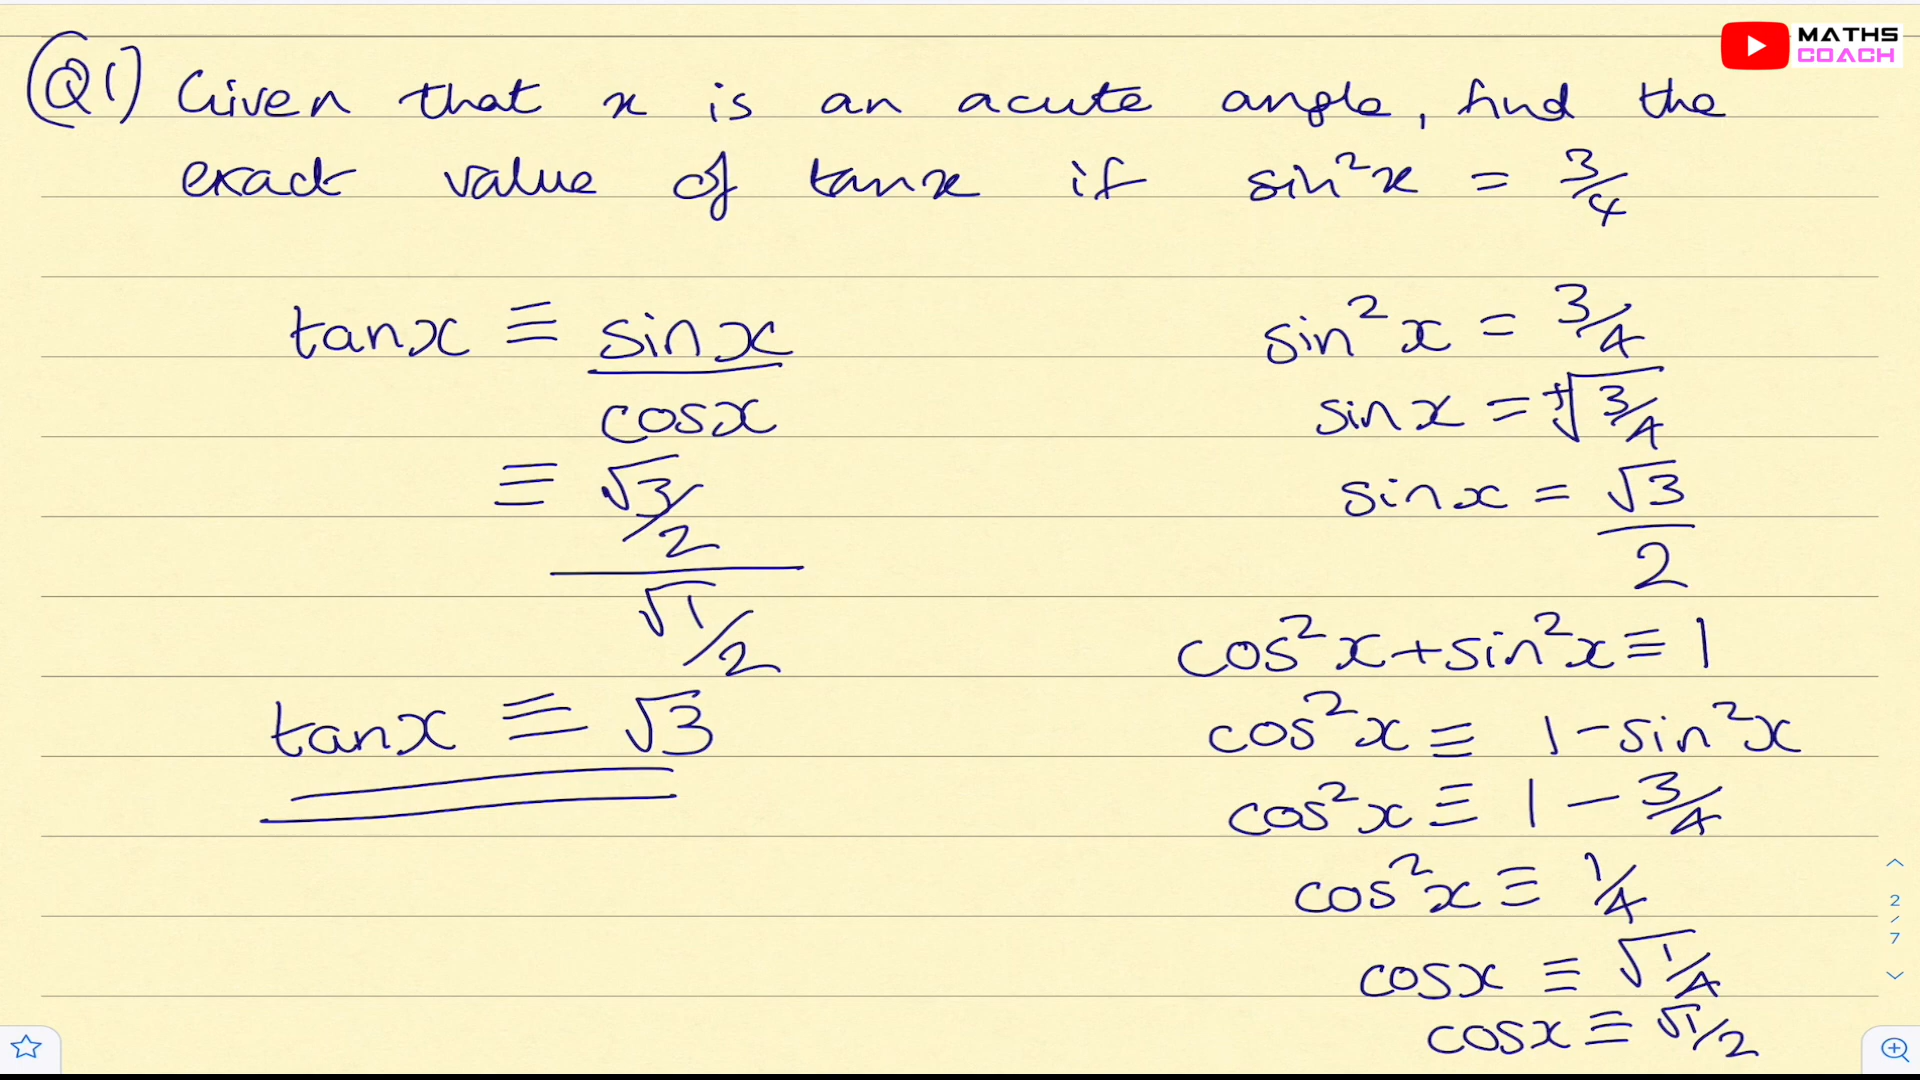 MATHS
COACH
(Q1) Given that x is an acute angle, find the
exact value of tanx if sin²x = 3/4
tanx ≡ sinx
cosx
≡ √3/2
√1/2
tanx ≡ √3
sin²x = 3/4
sinx = ±√3/4
sinx = √3
2
cos²x+sin²x ≡ 1
cos²x ≡ 1-sin²x
cos²x ≡ 1 - 3/4
cos²x ≡ 1/4
cosx ≡ √1/4
cosx ≡ √1/2
2
/
7